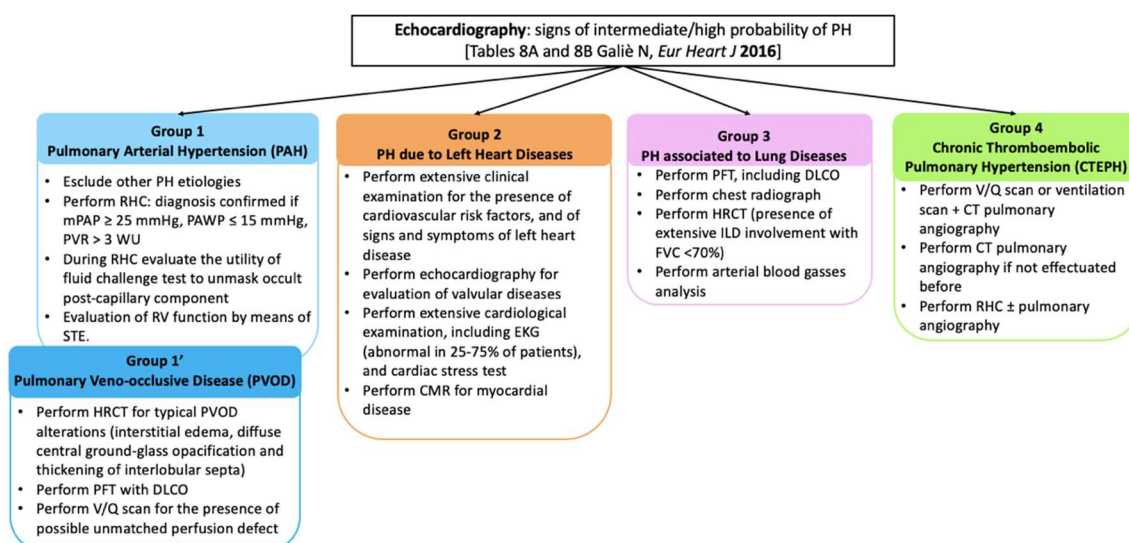 Echocardiography: signs of intermediate/high probability of PH
[Tables 8A and 8B Galiè N, Eur Heart J 2016]
Group 1
Pulmonary Arterial Hypertension (PAH)
• Esclude other PH etiologies
• Perform RHC: diagnosis confirmed if
mPAP ≥ 25 mmHg, PAWP ≤ 15 mmHg,
PVR > 3 WU
• During RHC evaluate the utility of
fluid challenge test to unmask occult
post-capillary component
• Evaluation of RV function by means of
STE.
Group 1’
Pulmonary Veno-occlusive Disease (PVOD)
• Perform HRCT for typical PVOD
alterations (interstitial edema, diffuse
central ground-glass opacification and
thickening of interlobular septa)
• Perform PFT with DLCO
• Perform V/Q scan for the presence of
possible unmatched perfusion defect
Group 2
PH due to Left Heart Diseases
• Perform extensive clinical
examination for the presence of
cardiovascular risk factors, and of
signs and symptoms of left heart
disease
• Perform echocardiography for
evaluation of valvular diseases
• Perform extensive cardiological
examination, including EKG
(abnormal in 25-75% of patients),
and cardiac stress test
• Perform CMR for myocardial
disease
Group 3
PH associated to Lung Diseases
• Perform PFT, including DLCO
• Perform chest radiograph
• Perform HRCT (presence of
extensive ILD involvement with
FVC <70%)
• Perform arterial blood gasses
analysis
Group 4
Chronic Thromboembolic
Pulmonary Hypertension (CTEPH)
• Perform V/Q scan or ventilation
scan + CT pulmonary
angiography
• Perform CT pulmonary
angiography if not effectuated
before
• Perform RHC ± pulmonary
angiography